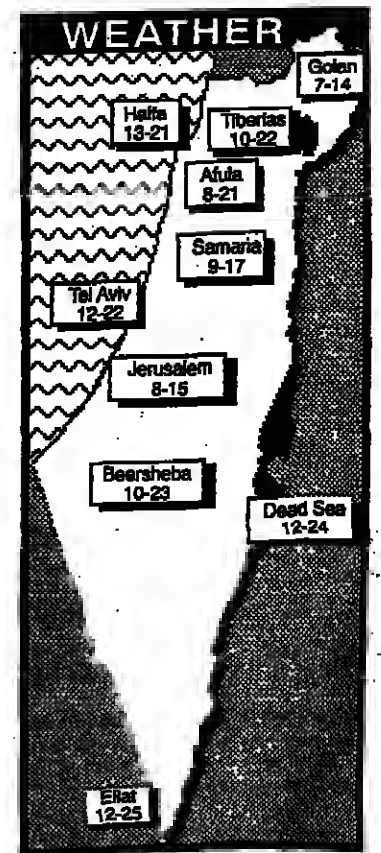 WEATHER
Golan
7-14
Haifa
13-21
Tiberias
10-22
Afula
8-21
Samaria
9-17
Tel Aviv
12-22
Jerusalem
8-15
Beersheba
10-23
Dead Sea
12-24
Eilat
12-25